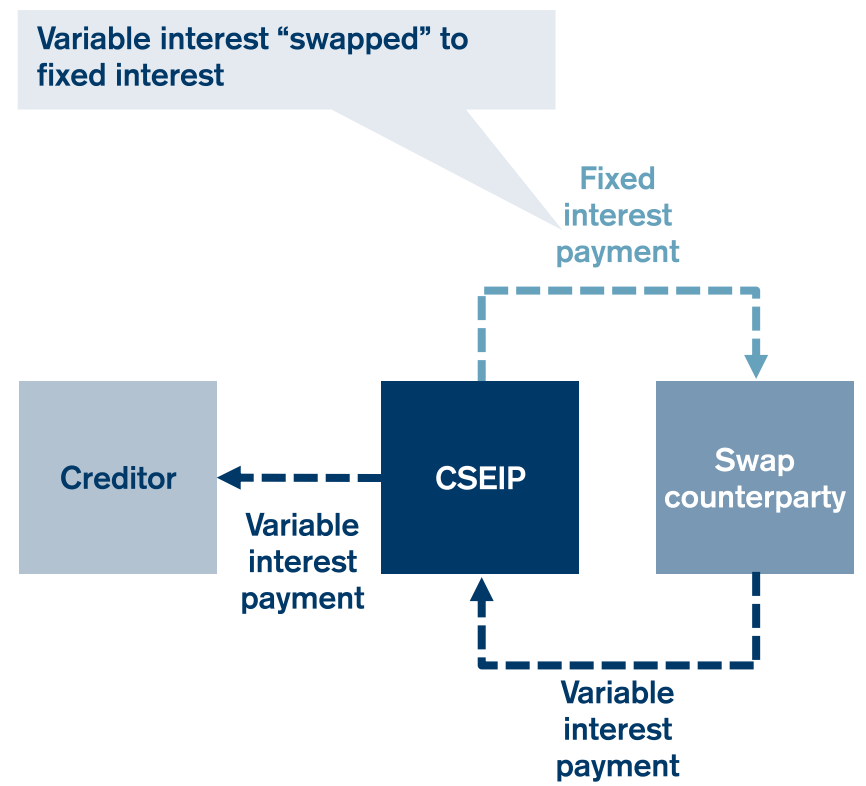 Variable interest “swapped” to
fixed interest
Fixed
interest
payment
Creditor
CSEIP
Swap
counterparty
Variable
interest
payment
Variable
interest
payment